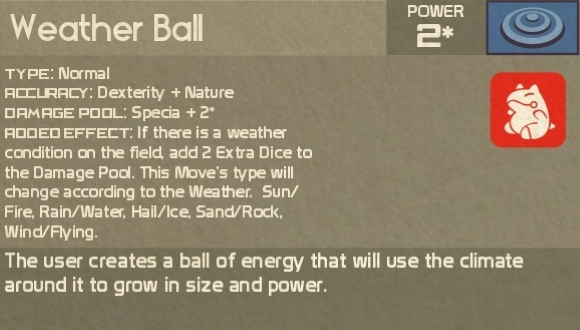 Weather Ball
POWER
2*
TYPE: Normal
ACCURACY: Dexterity + Nature
DAMAGE POOL: Specia + 2*
ADDED EFFECT: If there is a weather
condition on the field, add 2 Extra Dice to
the Damage Pool. This Move's type will
change according to the Weather. Sun/
Fire, Rain/Water, Hail/Ice, Sand/Rock,
Wind/Flying.
The user creates a ball of energy that will use the climate
around it to grow in size and power.